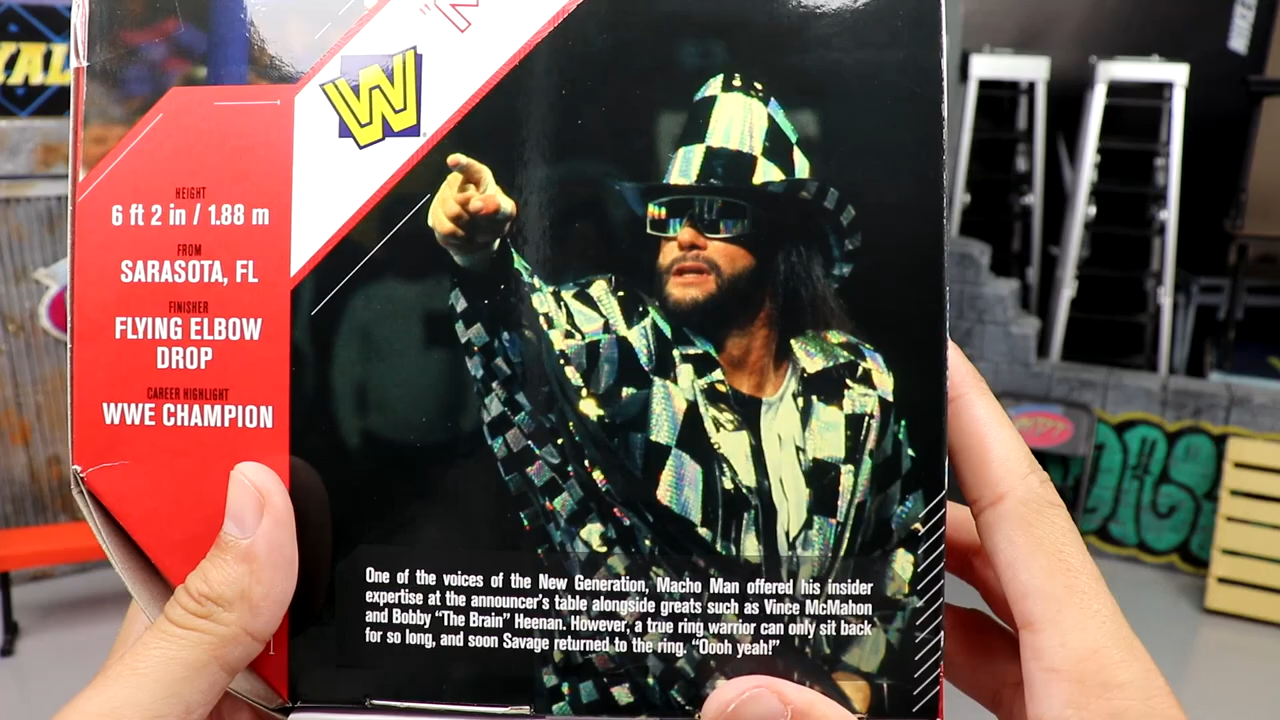 YAL
W
"M
HEIGHT
6 ft 2 in / 1.88 m
FROM
SARASOTA, FL
FINISHER
FLYING ELBOW
DROP
CAREER HIGHLIGHT
WWE CHAMPION
One of the voices of the New Generation, Macho Man offered his insider
expertise at the announcer's table alongside greats such as Vince McMahon
and Bobby "The Brain" Heenan. However, a true ring warrior can only sit back
for so long, and soon Savage returned to the ring. "Oooh yeah!"